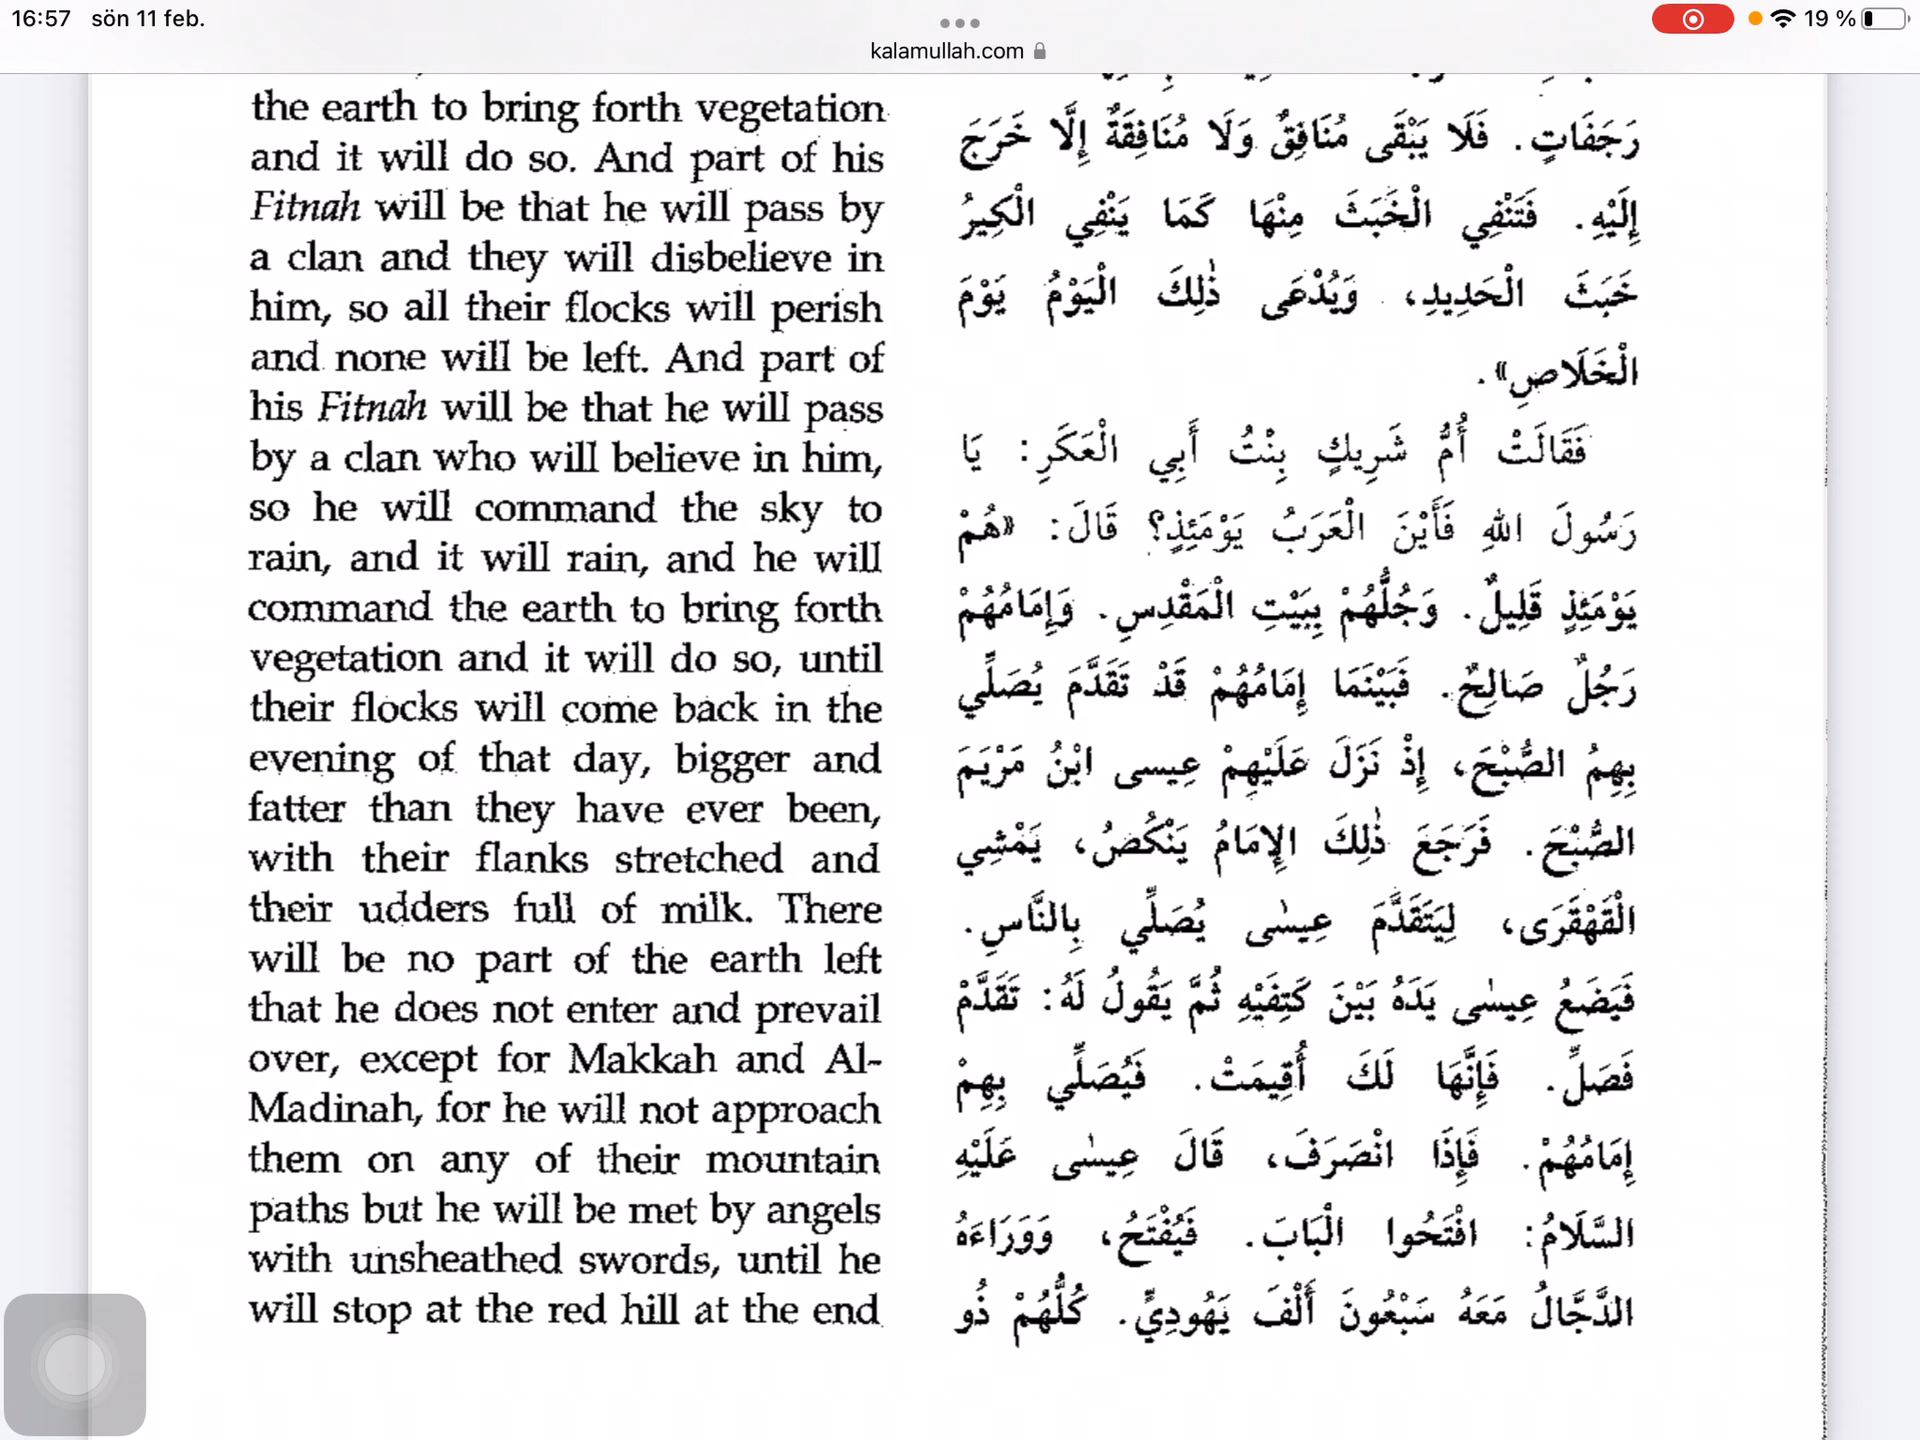 16:57 sön 11 feb.
19 %
kalamullah.com
the earth to bring forth vegetation
and it will do so. And part of his
Fitnah will be that he will pass by
a clan and they will disbelieve in
him, so all their flocks will perish
and none will be left. And part of
his Fitnah will be that he will pass
by a clan who will believe in him,
so he will command the sky to
rain, and it will rain, and he will
command the earth to bring forth
vegetation and it will do so, until
their flocks will come back in the
evening of that day, bigger and
fatter than they have ever been,
with their flanks stretched and
their udders full of milk. There
will be no part of the earth left
that he does not enter and prevail
over, except for Makkah and Al-
Madinah, for he will not approach
them on any of their mountain
paths but he will be met by angels
with unsheathed swords, until he
will stop at the red hill at the end
رَجَفَاتٍ. فَلَا يَبْقَى مُنَافِقٌ وَلَا مُنَافِقَةٌ إِلَّا خَرَجَ
إِلَيْهِ. فَتَنْفِي الْخَبَثَ مِنْهَا كَمَا يَنْفِي الْكِيرُ
خَبَثَ الْحَدِيدِ، وَيُدْعَى ذٰلِكَ الْيَوْمُ يَوْمَ
الْخَلَاصِ».
فَقَالَتْ أُمُّ شَرِيكٍ بِنْتُ أَبِي الْعَكَرِ: يَا
رَسُولَ اللهِ فَأَيْنَ الْعَرَبُ يَوْمَئِذٍ؟ قَالَ: «هُمْ
يَوْمَئِذٍ قَلِيلٌ. وَجُلُّهُمْ بِبَيْتِ الْمَقْدِسِ. وَإِمَامُهُمْ
رَجُلٌ صَالِحٌ. فَبَيْنَمَا إِمَامُهُمْ قَدْ تَقَدَّمَ يُصَلِّي
بِهِمُ الصُّبْحَ، إِذْ نَزَلَ عَلَيْهِمْ عِيسى ابْنُ مَرْيَمَ
الصُّبْحَ. فَرَجَعَ ذٰلِكَ الإِمَامُ يَنْكُصُ، يَمْشِي
الْقَهْقَرَى، لِيَتَقَدَّمَ عِيسٰى يُصَلِّي بِالنَّاسِ.
فَيَضَعُ عِيسٰى يَدَهُ بَيْنَ كَتِفَيْهِ ثُمَّ يَقُولُ لَهُ: تَقَدَّمْ
فَصَلِّ. فَإِنَّهَا لَكَ أُقِيمَتْ. فَيُصَلِّي بِهِمْ
إِمَامُهُمْ. فَإِذَا انْصَرَفَ، قَالَ عِيسٰى عَلَيْهِ
السَّلَامُ: افْتَحُوا الْبَابَ. فَيُفْتَحُ، وَوَرَاءَهُ
الدَّجَّالُ مَعَهُ سَبْعُونَ أَلْفَ يَهُودِيٍّ. كُلُّهُمْ ذُو